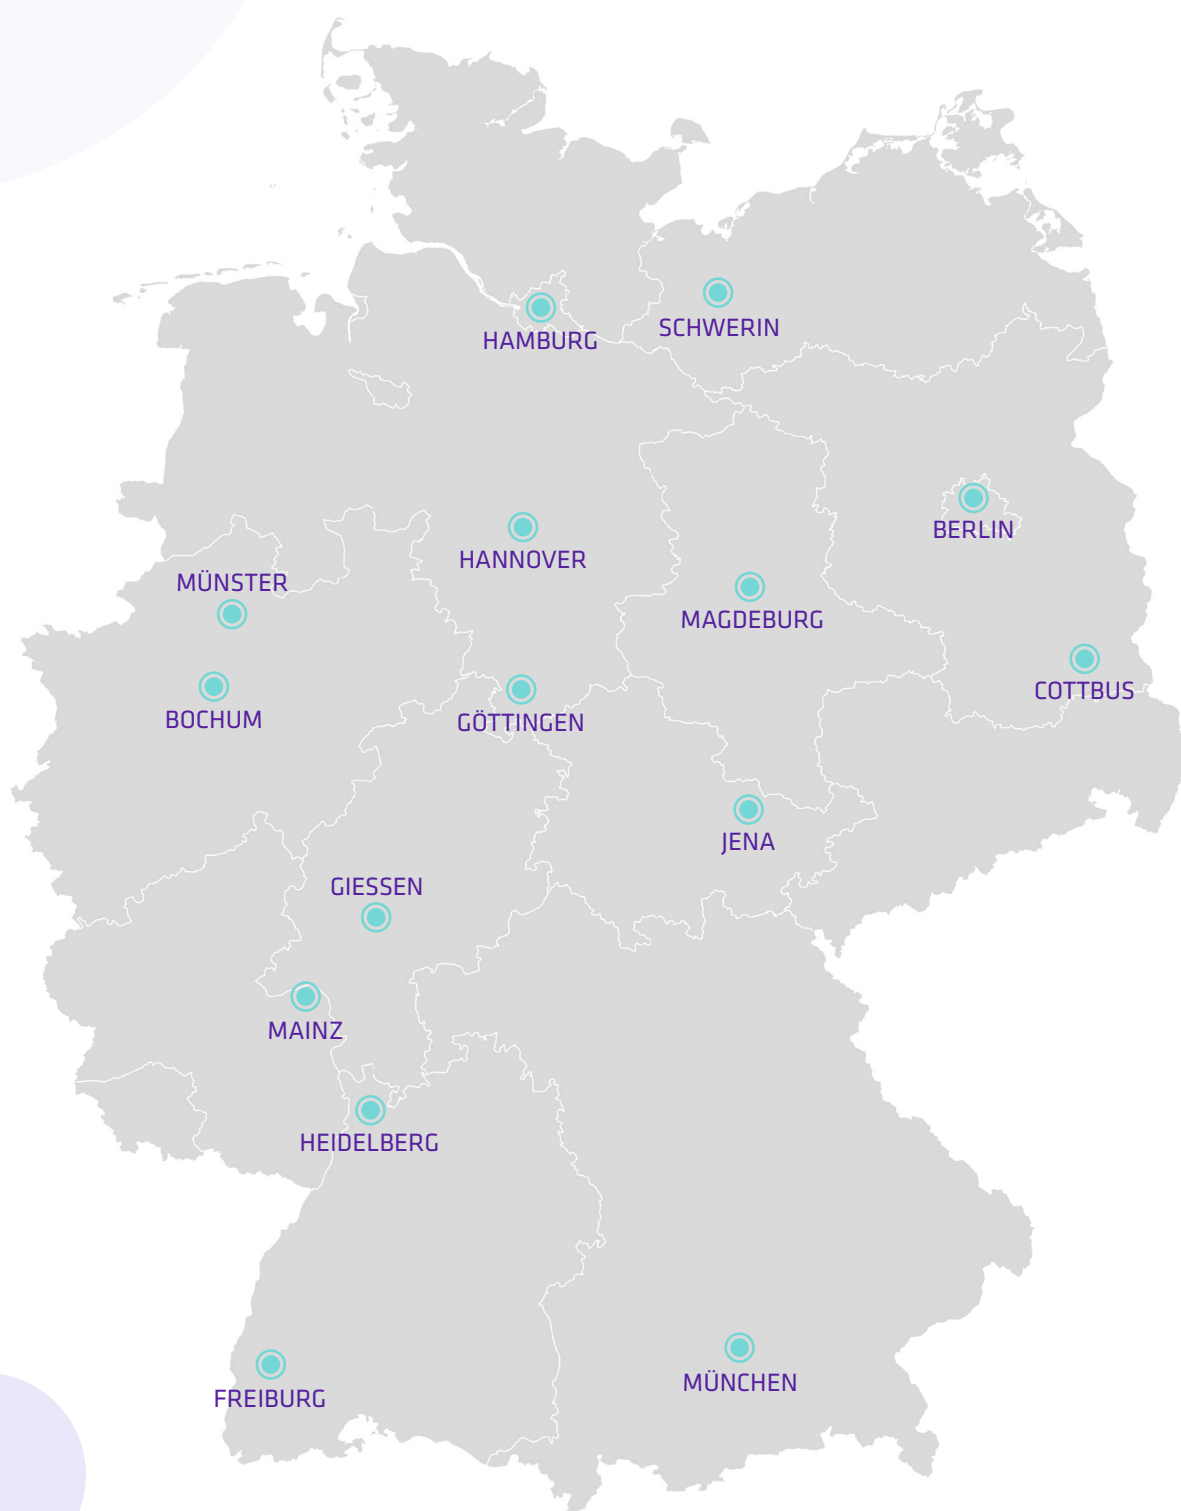 SCHWERIN
HAMBURG
BERLIN
HANNOVER
MÜNSTER
MAGDEBURG
COTTBUS
BOCHUM
GÖTTINGEN
JENA
GIESSEN
MAINZ
HEIDELBERG
MÜNCHEN
FREIBURG